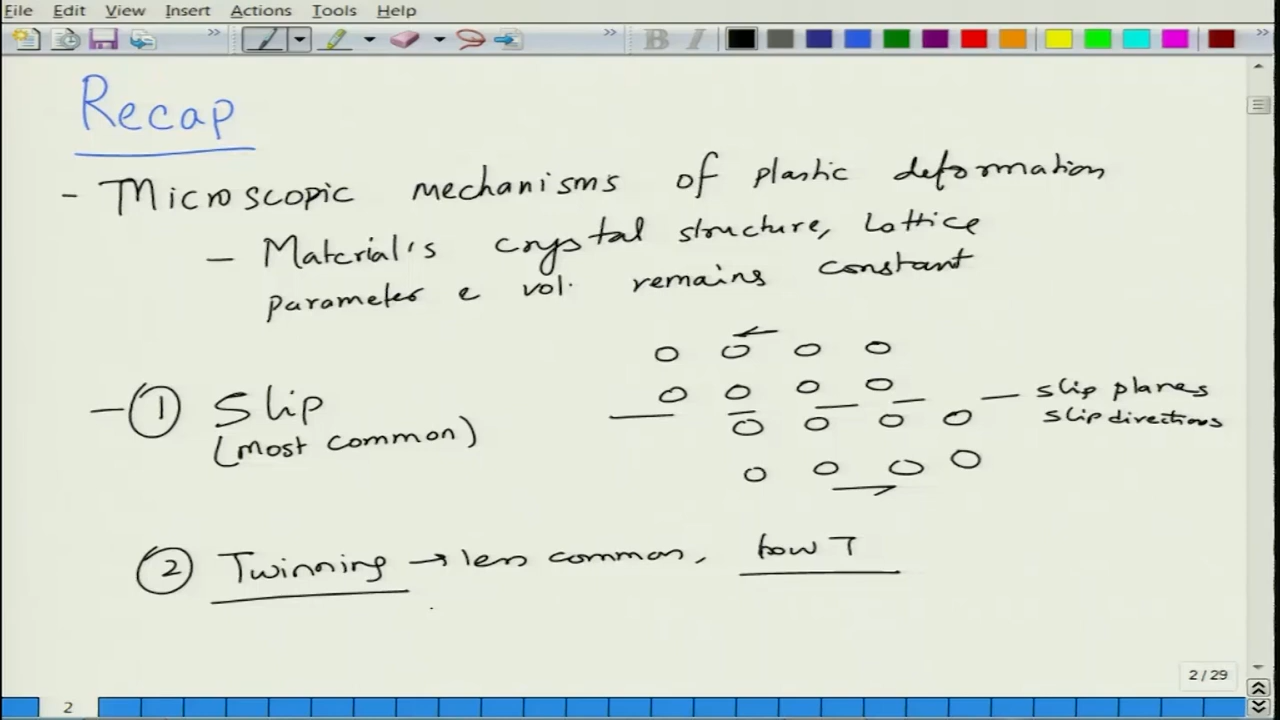 File Edit View Insert Actions Tools Help
Recap
- Microscopic mechanisms of plastic deformation
- Material's crystal structure, lattice
parameter & vol. remains constant
- ① Slip
(most common)
slip planes
slip directions
② Twinning → less common, low T
2 / 29
2